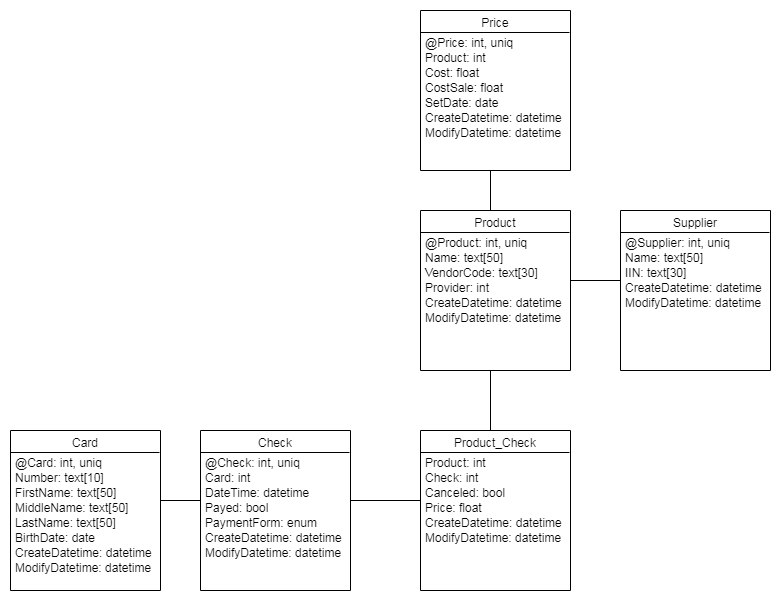 Price
@Price: int, uniq
Product: int
Cost: float
CostSale: float
SetDate: date
CreateDatetime: datetime
ModifyDatetime: datetime
Product
@Product: int, uniq
Name: text[50]
VendorCode: text[30]
Provider: int
CreateDatetime: datetime
ModifyDatetime: datetime
Supplier
@Supplier: int, uniq
Name: text[50]
IIN: text[30]
CreateDatetime: datetime
ModifyDatetime: datetime
Card
@Card: int, uniq
Number: text[10]
FirstName: text[50]
MiddleName: text[50]
LastName: text[50]
BirthDate: date
CreateDatetime: datetime
ModifyDatetime: datetime
Check
@Check: int, uniq
Card: int
DateTime: datetime
Payed: bool
PaymentForm: enum
CreateDatetime: datetime
ModifyDatetime: datetime
Product_Check
Product: int
Check: int
Canceled: bool
Price: float
CreateDatetime: datetime
ModifyDatetime: datetime